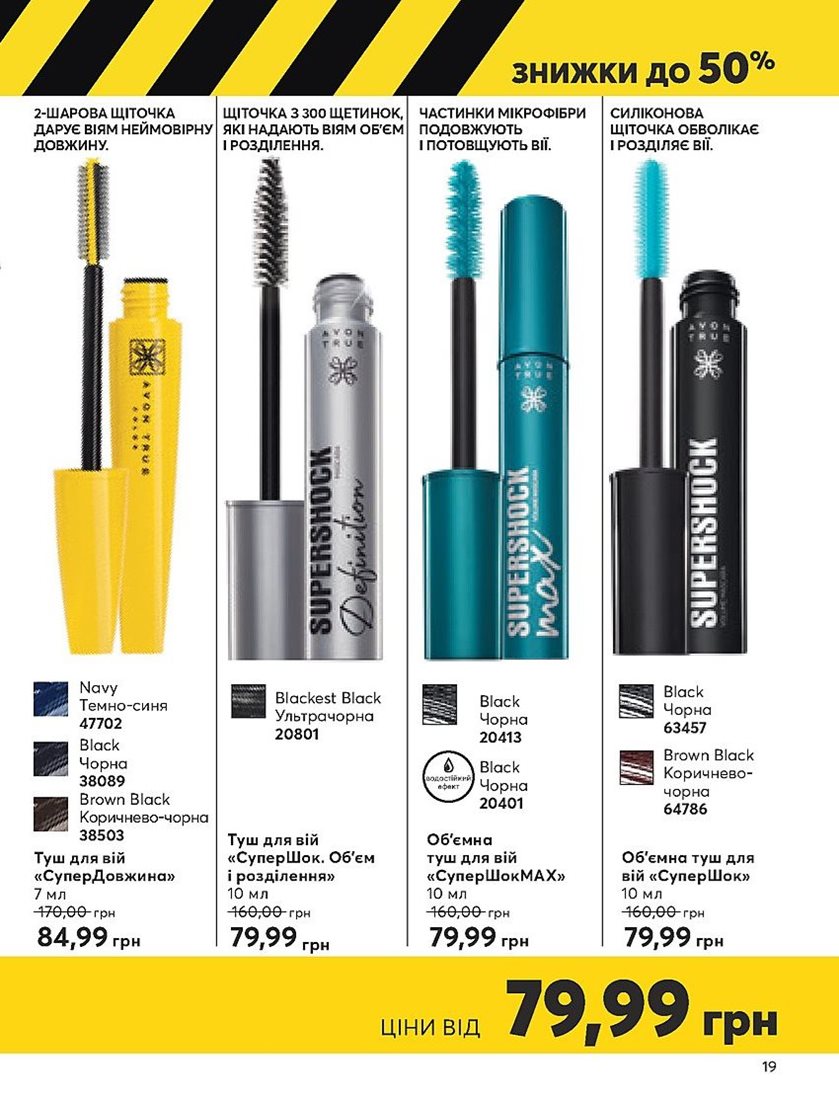 ЗНИЖКИ ДО 50%
2-ШАРОВА ЩІТОЧКА
ДАРУЄ ВІЯМ НЕЙМОВІРНУ
ДОВЖИНУ.
AVON TRUE
COLOR
Navy
Темно-синя
47702
Black
Чорна
38089
Brown Black
Коричнево-чорна
38503
Туш для вій
«СуперДовжина»
7 мл
170,00 грн
84,99 грн
ЩІТОЧКА З 300 ЩЕТИНОК,
ЯКІ НАДАЮТЬ ВІЯМ ОБ'ЄМ
І РОЗДІЛЕННЯ.
AVON
TRUE
SUPERSHOCK
MASCARA
Definition
Blackest Black
Ультрачорна
20801
Туш для вій
«СуперШок. Об'єм
і розділення»
10 мл
160,00 грн
79,99 грн
ЧАСТИНКИ МІКРОФІБРИ
ПОДОВЖУЮТЬ
І ПОТОВЩУЮТЬ ВІЇ.
AVON
TRUE
SUPERSHOCK
VOLUME MASCARA
max
Black
Чорна
20413
водостійкий
ефект
Black
Чорна
20401
Об'ємна
туш для вій
«СуперШокMAX»
10 мл
160,00 грн
79,99 грн
СИЛІКОНОВА
ЩІТОЧКА ОБВОЛІКАЄ
І РОЗДІЛЯЄ ВІЇ.
AVON
TRUE
SUPERSHOCK
VOLUME MASCARA
Black
Чорна
63457
Brown Black
Коричнево-
чорна
64786
Об'ємна туш для
вій «СуперШок»
10 мл
160,00 грн
79,99 грн
ЦІНИ ВІД 79,99 грн
19